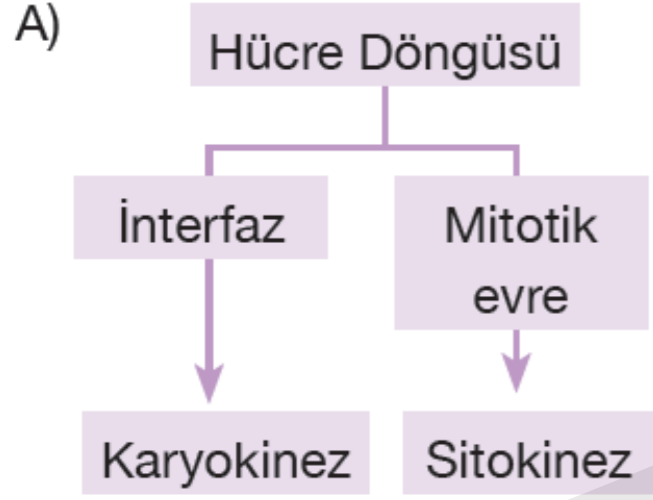 A)
Hücre Döngüsü
İnterfaz
Mitotik
evre
Karyokinez
Sitokinez